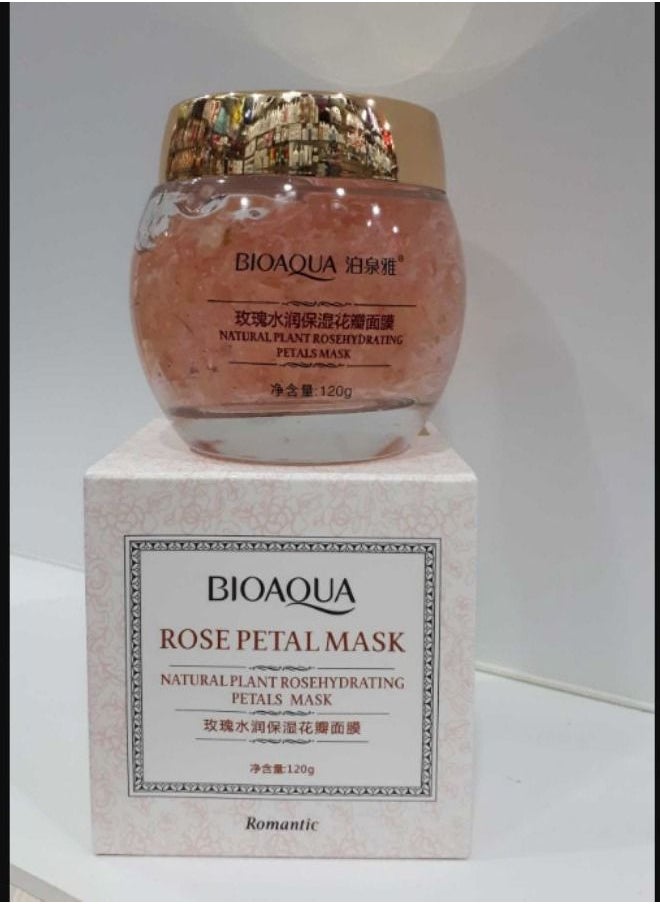 BIOAQUA 泊泉雅®
玫瑰水润保湿花瓣面膜
NATURAL PLANT ROSEHYDRATING
PETALS MASK
净含量:120g
BIOAQUA
ROSE PETAL MASK
NATURAL PLANT ROSEHYDRATING
PETALS MASK
玫瑰水润保湿花瓣面膜
净含量:120g
Romantic